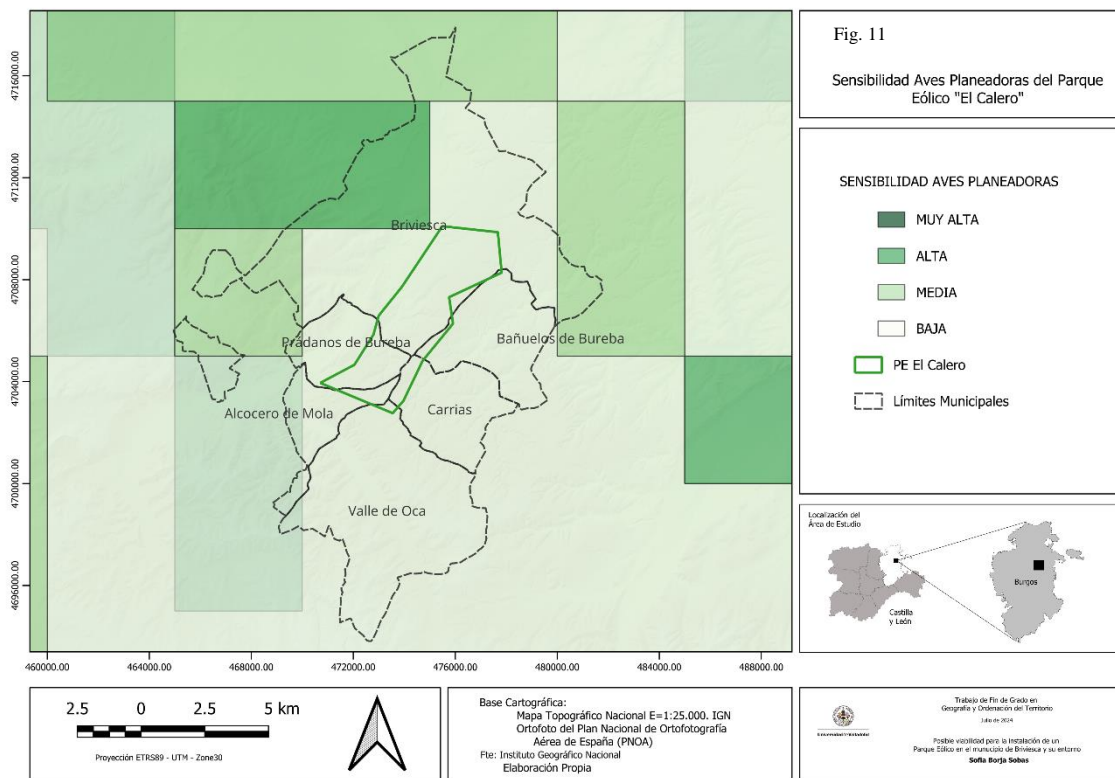 Fig. 11
Sensibilidad Aves Planeadoras del Parque
Eólico "El Calero"
SENSIBILIDAD AVES PLANEADORAS
MUY ALTA
ALTA
MEDIA
BAJA
PE El Calero
Límites Municipales
4716000.00
4712000.00
4708000.00
4704000.00
4700000.00
4696000.00
Briviesca
Prádanos de Bureba
Bañuelos de Bureba
Alcocero de Mola
Carrias
Valle de Oca
460000.00
464000.00
468000.00
472000.00
476000.00
480000.00
484000.00
488000.00
Localización del
Área de Estudio
Burgos
Castilla
y León
2.5 0 2.5 5 km
Proyección ETRS89 - UTM - Zone30
Base Cartográfica:
Mapa Topográfico Nacional E=1:25.000. IGN
Ortofoto del Plan Nacional de Ortofotografía
Aérea de España (PNOA)
Fte: Instituto Geográfico Nacional
Elaboración Propia
Universidad de Valladolid
Trabajo de Fin de Grado en
Geografía y Ordenación del Territorio
Julio de 2024
Posible viabilidad para la instalación de un
Parque Eólico en el municipio de Briviesca y su entorno
Sofía Borja Sobas